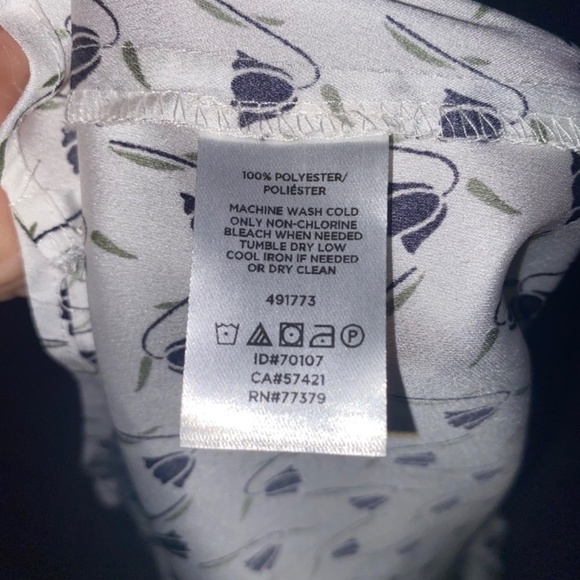 100% POLYESTER/
POLIÉSTER
MACHINE WASH COLD
ONLY NON-CHLORINE
BLEACH WHEN NEEDED
TUMBLE DRY LOW
COOL IRON IF NEEDED
OR DRY CLEAN
491773
P
ID#70107
CA#57421
RN#77379